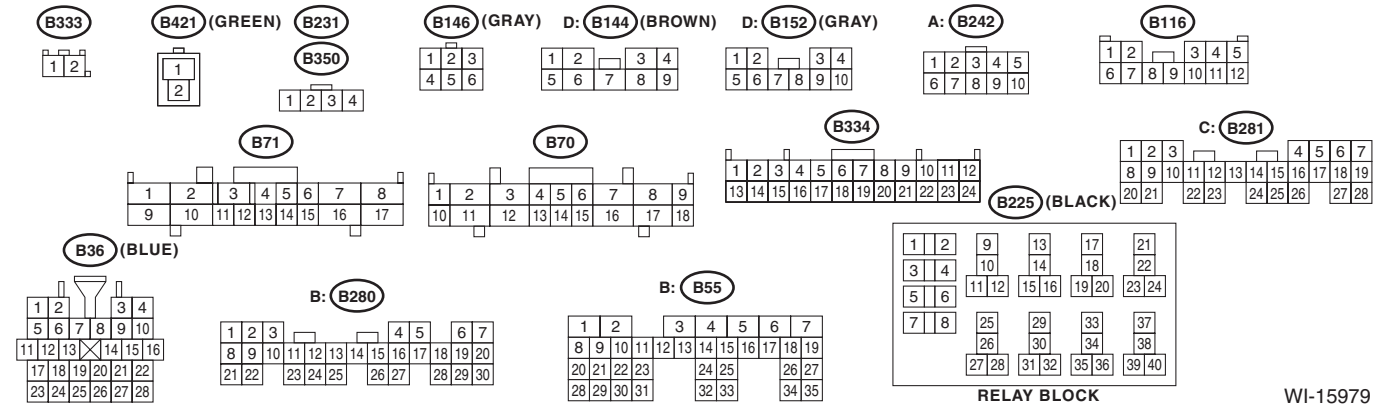 B333
1 2
B421 (GREEN)
1
2
B231
B350
1 2 3 4
B146 (GRAY)
1 2 3
4 5 6
D: B144 (BROWN)
1 2 3 4
5 6 7 8 9
D: B152 (GRAY)
1 2 3 4
5 6 7 8 9 10
A: B242
1 2 3 4 5
6 7 8 9 10
B116
1 2 3 4 5
6 7 8 9 10 11 12
B71
1 2 3 4 5 6 7 8
9 10 11 12 13 14 15 16 17
B70
1 2 3 4 5 6 7 8 9
10 11 12 13 14 15 16 17 18
B334
1 2 3 4 5 6 7 8 9 10 11 12
13 14 15 16 17 18 19 20 21 22 23 24
C: B281
1 2 3 4 5 6 7
8 9 10 11 12 13 14 15 16 17 18 19
20 21 22 23 24 25 26 27 28
B36 (BLUE)
1 2 3 4
5 6 7 8 9 10
11 12 13 14 15 16
17 18 19 20 21 22
23 24 25 26 27 28
B: B280
1 2 3 4 5 6 7
8 9 10 11 12 13 14 15 16 17 18 19 20
21 22 23 24 25 26 27 28 29 30
B: B55
1 2 3 4 5 6 7
8 9 10 11 12 13 14 15 16 17 18 19
20 21 22 23 24 25 26 27
28 29 30 31 32 33 34 35
B225 (BLACK)
1 2 9 13 17 21
3 4 10 14 18 22
11 12 15 16 19 20 23 24
5 6
7 8 25 29 33 37
26 30 34 38
27 28 31 32 35 36 39 40
RELAY BLOCK
WI-15979